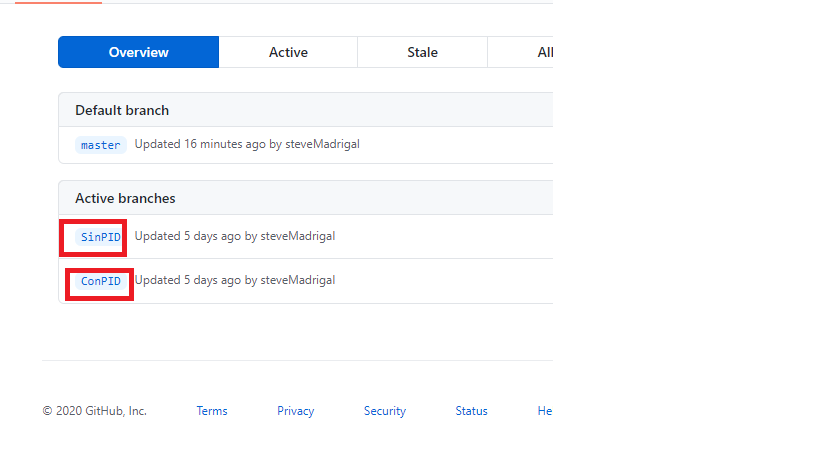 Overview Active Stale All
Default branch
master Updated 16 minutes ago by steveMadrigal
Active branches
SinPID Updated 5 days ago by steveMadrigal
ConPID Updated 5 days ago by steveMadrigal
© 2020 GitHub, Inc. Terms Privacy Security Status He